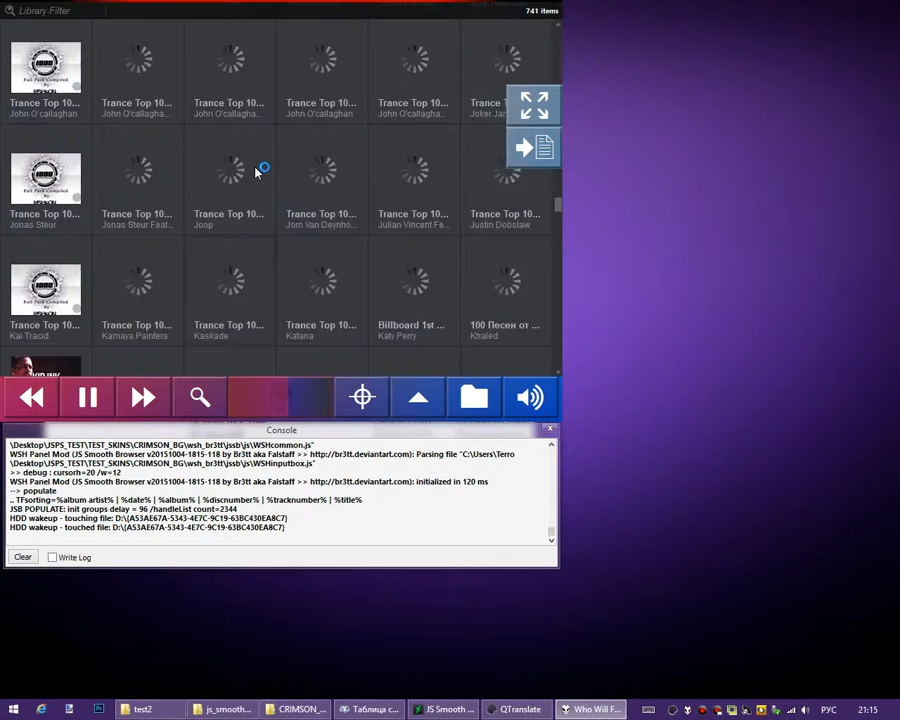 Library Filter
741 items
Trance Top 10...
John O'callaghan
Trance Top 10...
John O'callagha...
Trance Top 10...
John O'callagha...
Trance Top 10...
John O'callaghan
Trance Top 10...
John O'callagha...
Trance
Joker Jar
Trance Top 10...
Jonas Steur
Trance Top 10...
Jonas Steur Feat...
Trance Top 10...
Joop
Trance Top 10...
Jorn Van Deynho...
Trance Top 10...
Julian Vincent Fe...
Trance Top 10...
Justin Dobslaw
Trance Top 10...
Kai Tracid
Trance Top 10...
Kamaya Painters
Trance Top 10...
Kaskade
Trance Top 10...
Katana
Billboard 1st ...
Katy Perry
100 Песен от ...
Khaled
Console
\Desktop\JSPS_TEST\TEST_SKINS\CRIMSON_BG\wsh_br3tt\jssb\js\WSHcommon.js"
WSH Panel Mod (JS Smooth Browser v20151004-1815-118 by Br3tt aka Falstaff >> http://br3tt.deviantart.com): Parsing file "C:\Users\Terro
\Desktop\JSPS_TEST\TEST_SKINS\CRIMSON_BG\wsh_br3tt\jssb\js\WSHinputbox.js"
>> debug : cursorh=20 /w=12
WSH Panel Mod (JS Smooth Browser v20151004-1815-118 by Br3tt aka Falstaff >> http://br3tt.deviantart.com): initialized in 120 ms
--> populate
.. TFsorting=%album artist% | %date% | %album% | %discnumber% | %tracknumber% | %title%
JSB POPULATE: init groups delay = 96 /handleList count=2344
HDD wakeup - touching file: D:\{A53AE67A-5343-4E7C-9C19-63BC430EA8C7}
HDD wakeup - touched file: D:\{A53AE67A-5343-4E7C-9C19-63BC430EA8C7}
Clear
Write Log
test2
js_smooth...
CRIMSON_...
Таблица с...
JS Smooth ...
QTranslate
Who Will F...
РУС
21:15